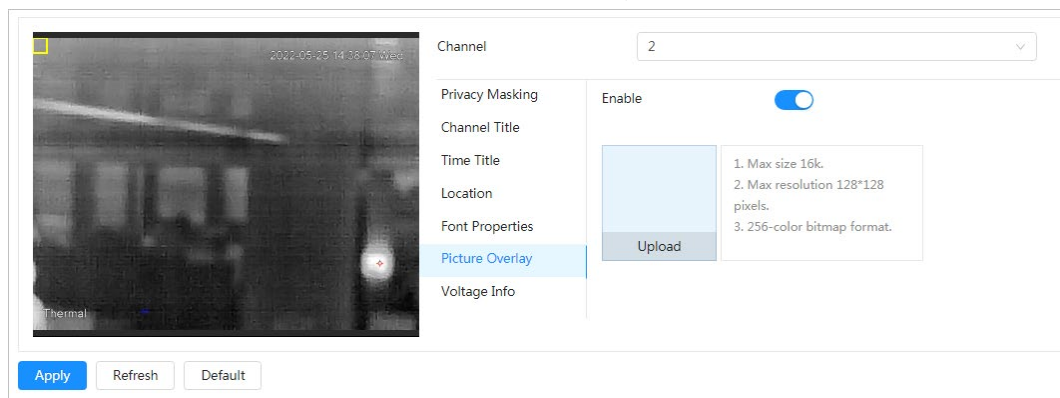 2022-05-25 14:38:07 Wed
Thermal
Channel
2
Privacy Masking
Channel Title
Time Title
Location
Font Properties
Picture Overlay
Voltage Info
Enable
Upload
1. Max size 16k.
2. Max resolution 128*128
pixels.
3. 256-color bitmap format.
Apply
Refresh
Default